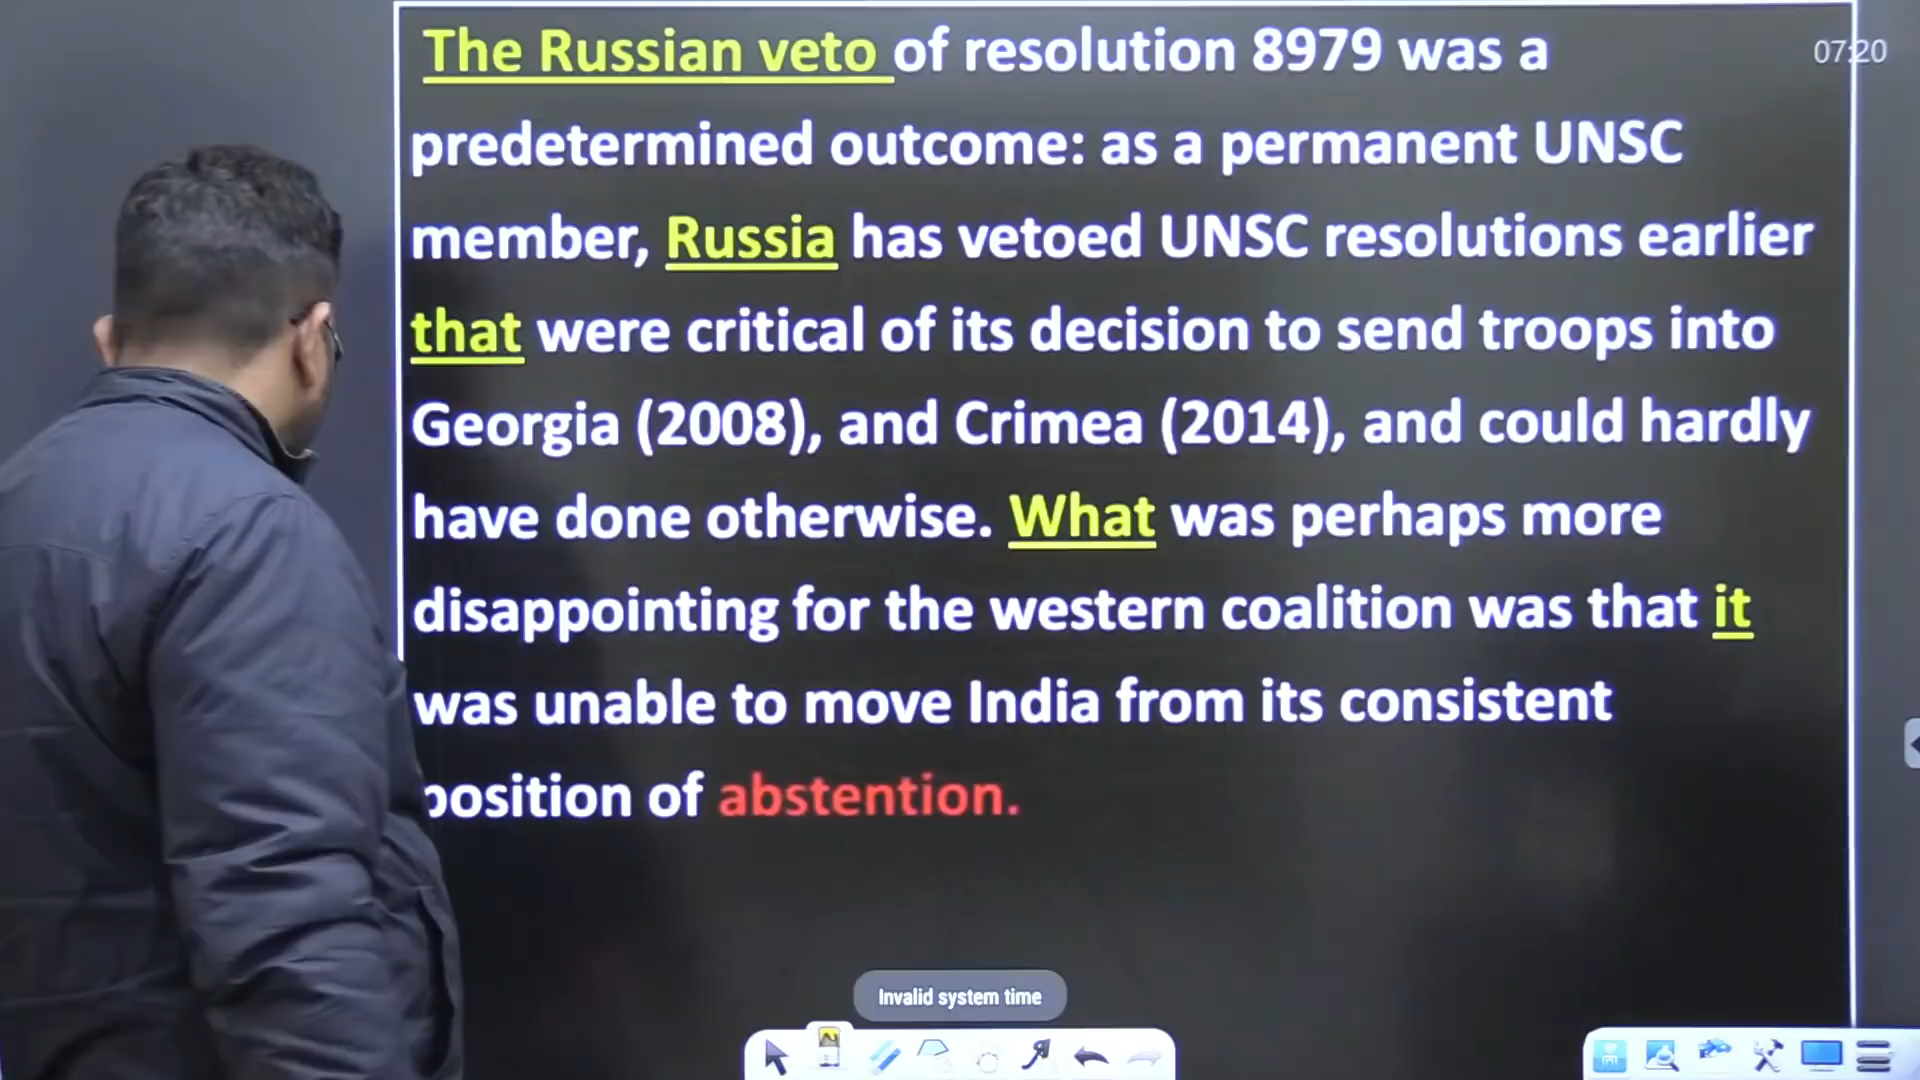 The Russian veto of resolution 8979 was a
07:20
predetermined outcome: as a permanent UNSC
member, Russia has vetoed UNSC resolutions earlier
that were critical of its decision to send troops into
Georgia (2008), and Crimea (2014), and could hardly
have done otherwise. What was perhaps more
disappointing for the western coalition was that it
was unable to move India from its consistent
position of abstention.
Invalid system time